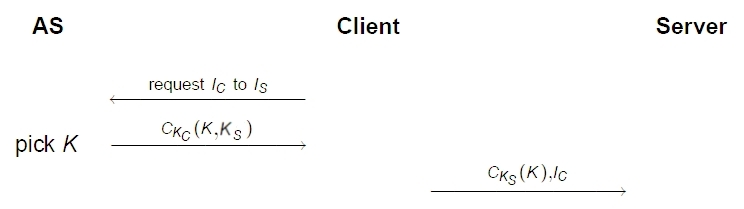 AS Client Server
request I_C to I_S
pick K C_{K_C}(K,K_S)
C_{K_S}(K),I_C